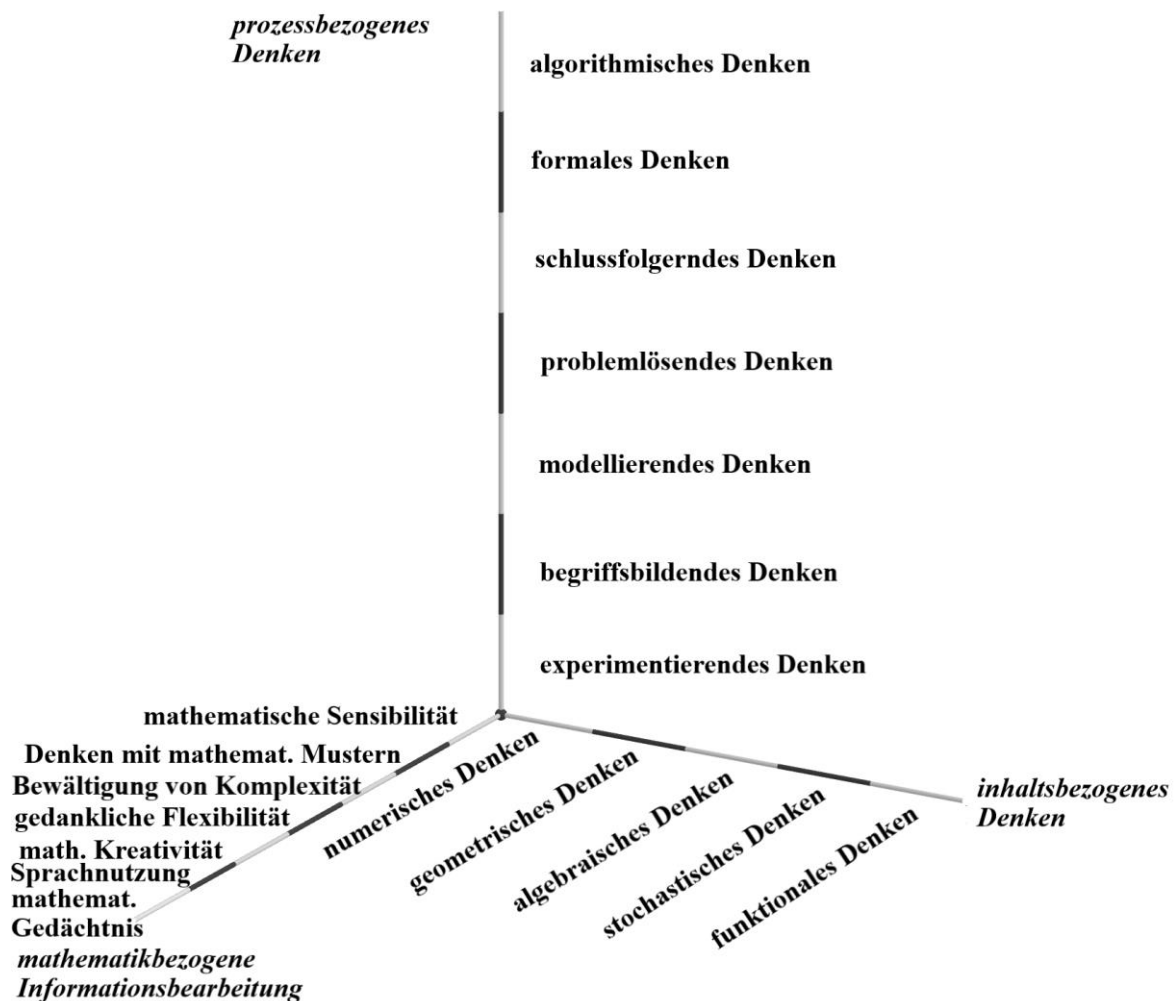 prozessbezogenes
Denken
algorithmisches Denken
formales Denken
schlussfolgerndes Denken
problemlösendes Denken
modellierendes Denken
begriffsbildendes Denken
experimentierendes Denken
mathematische Sensibilität
Denken mit mathemat. Mustern
Bewältigung von Komplexität
gedankliche Flexibilität
math. Kreativität
Sprachnutzung
mathemat.
Gedächtnis
mathematikbezogene
Informationsbearbeitung
numerisches Denken
geometrisches Denken
algebraisches Denken
stochastisches Denken
funktionales Denken
inhaltsbezogenes
Denken